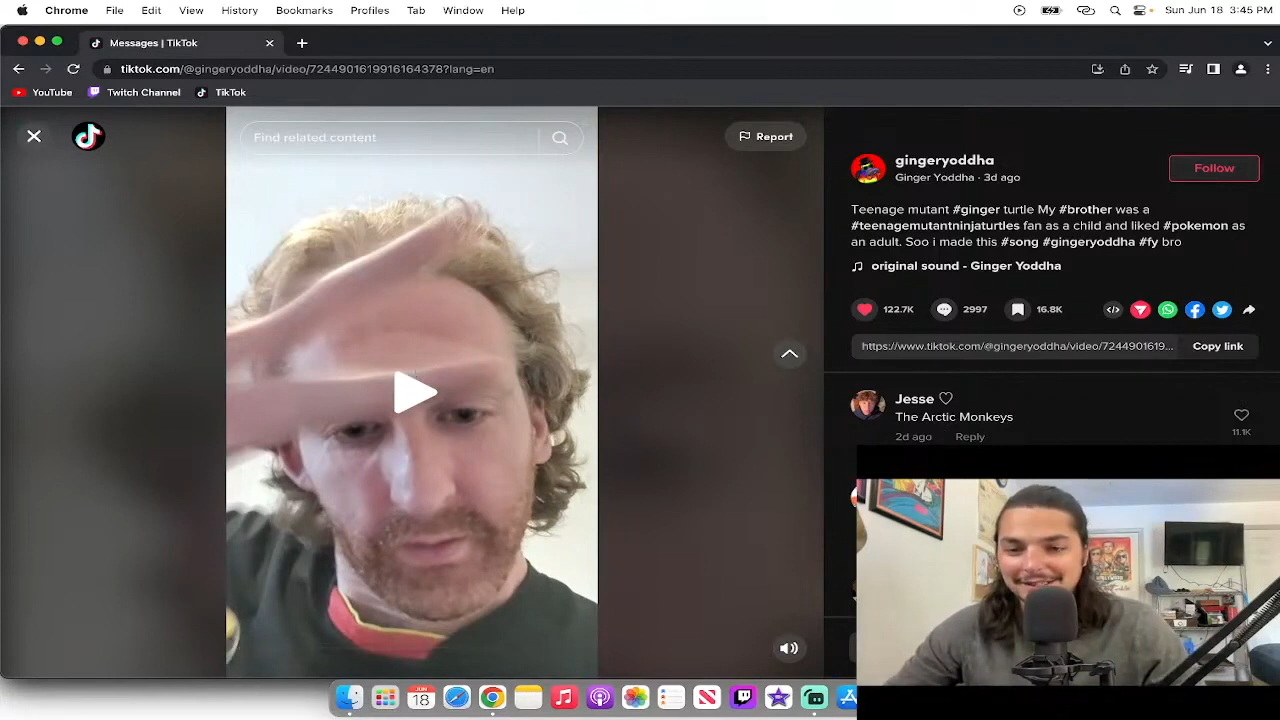 Chrome File Edit View History Bookmarks Profiles Tab Window Help Sun Jun 18 3:45 PM
Messages | TikTok
tiktok.com/@gingeryoddha/video/7244901619916164378?lang=en
YouTube Twitch Channel TikTok
Find related content
Report
gingeryoddha
Ginger Yoddha · 3d ago
Follow
Teenage mutant #ginger turtle My #brother was a
#teenagemutantninjaturtles fan as a child and liked #pokemon as
an adult. Soo i made this #song #gingeryoddha #fy bro
original sound - Ginger Yoddha
122.7K 2997 16.8K
https://www.tiktok.com/@gingeryoddha/video/7244901619... Copy link
Jesse ♡
The Arctic Monkeys
2d ago Reply
11.1K
JUN
18